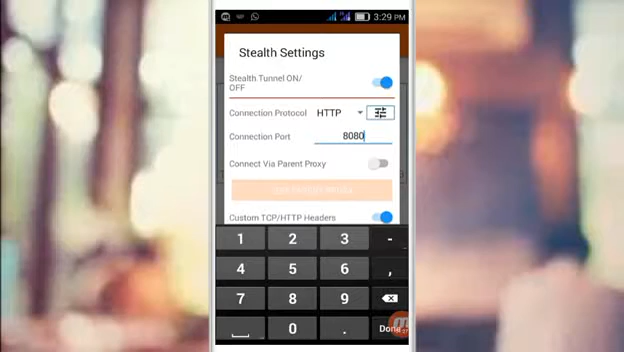 3:29 PM
Stealth Settings
Stealth Tunnel ON/
OFF
Connection Protocol HTTP
Connection Port 8080
Connect Via Parent Proxy
Custom TCP/HTTP Headers
1 2 3 -
4 5 6 ,
7 8 9
0 . Done